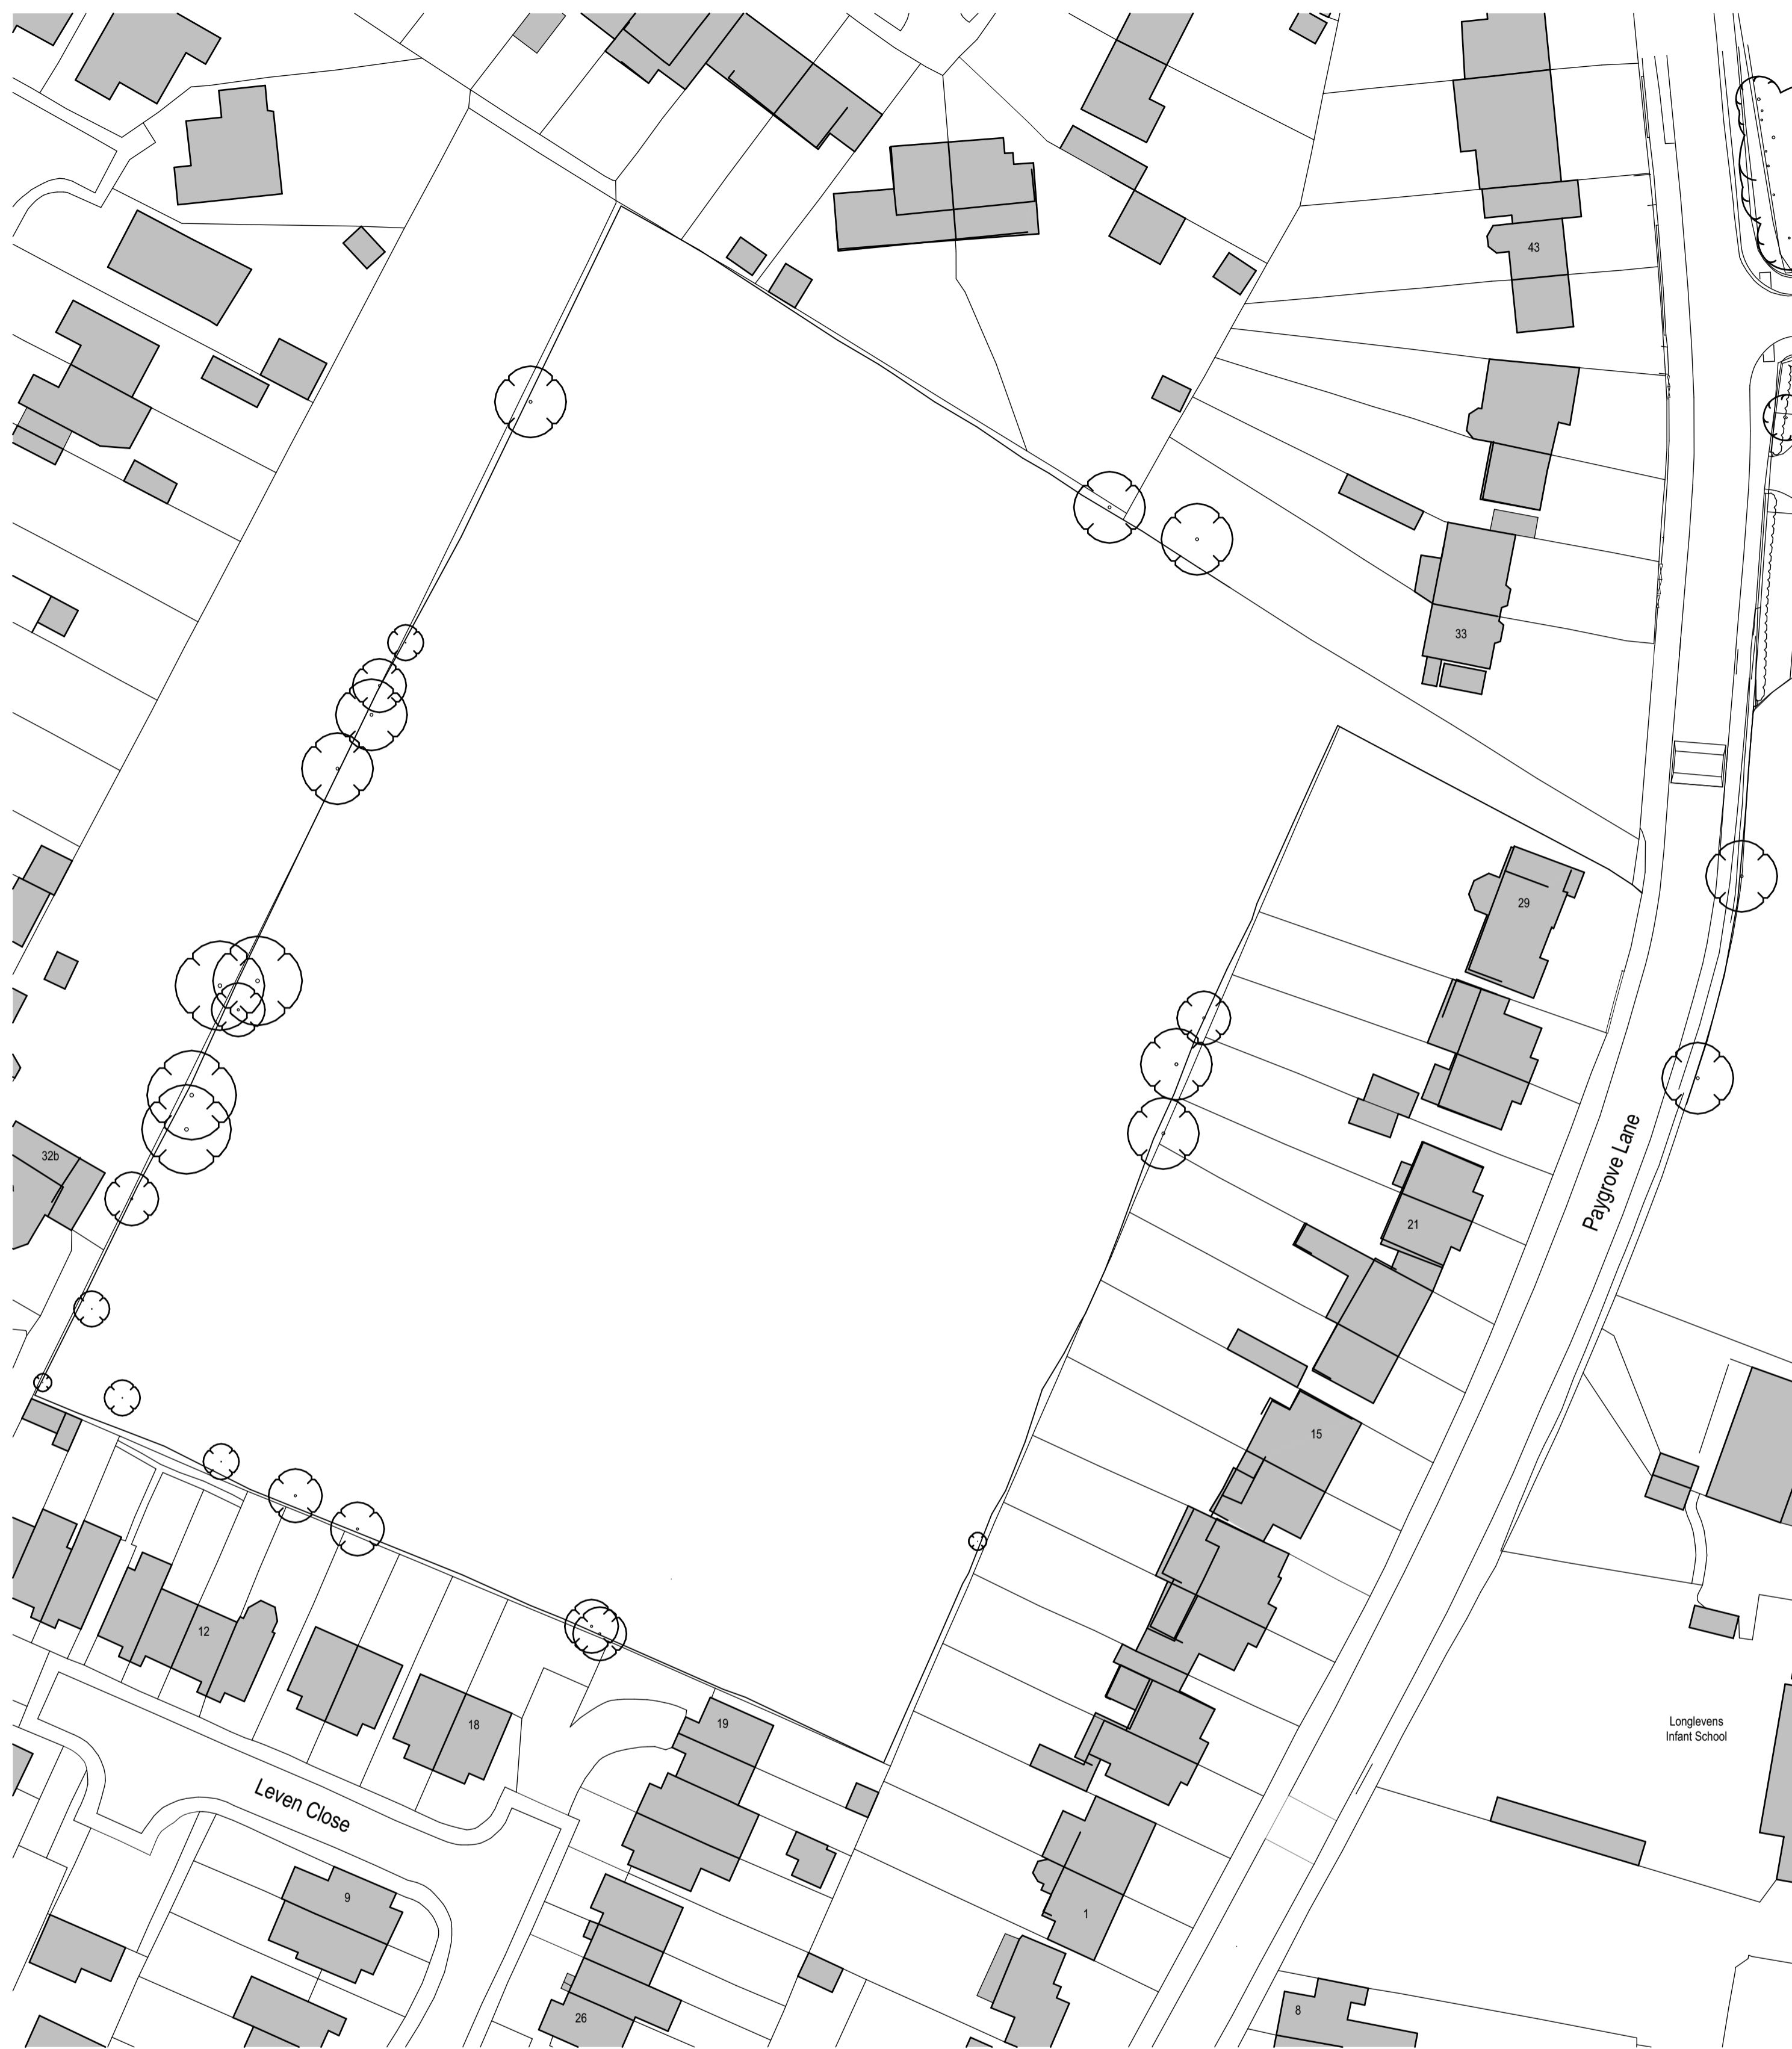 43
33
29
32b
Paygrove Lane
21
15
12
19
18
Longlevens
Infant School
Leven Close
9
1
8
26